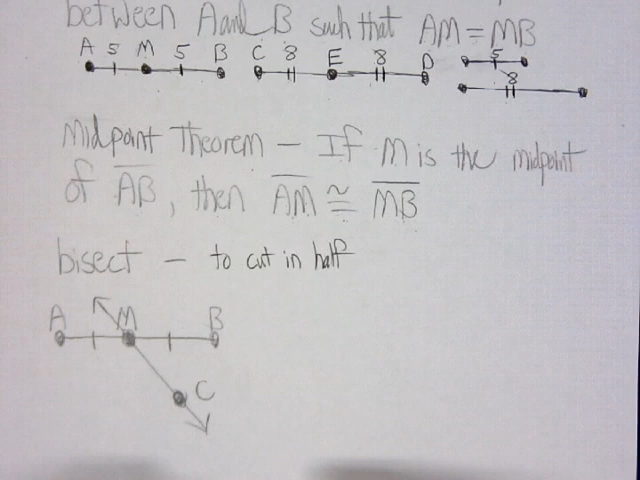 between A and B such that AM = MB
A 5 M 5 B C 8 E 8 D 5
8
Midpoint Theorem – If M is the midpoint
of AB, then AM ≅ MB
bisect – to cut in half
A M B
C